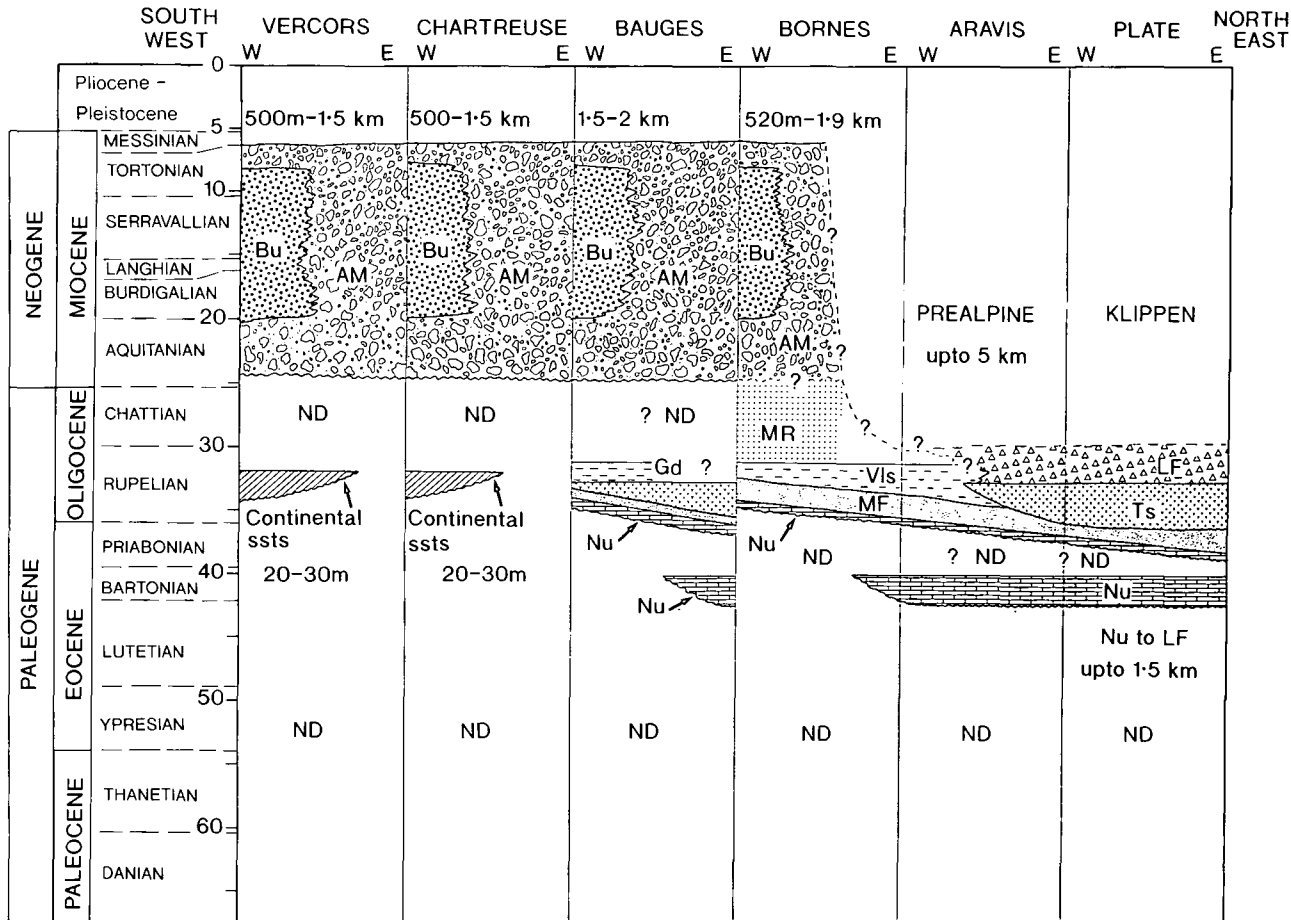 SOUTH WEST
VERCORS
CHARTREUSE
BAUGES
BORNES
ARAVIS
PLATE
NORTH EAST
W E
W E
W E
W E
W E
W E
0
5
10
20
30
40
50
60
Pliocene -
Pleistocene
NEOGENE
MIOCENE
MESSINIAN
TORTONIAN
SERRAVALLIAN
LANGHIAN
BURDIGALIAN
AQUITANIAN
PALEOGENE
OLIGOCENE
CHATTIAN
RUPELIAN
EOCENE
PRIABONIAN
BARTONIAN
LUTETIAN
YPRESIAN
PALEOCENE
THANETIAN
DANIAN
500m-1·5 km
Bu
AM
ND
Continental
ssts
20-30m
ND
500-1·5 km
Bu
AM
ND
Continental
ssts
20-30m
ND
1·5-2 km
Bu
AM
? ND
Gd ?
Nu
Nu
ND
520m-1·9 km
Bu
?
AM
?
?
MR
?
Vls
MF
Nu
ND
ND
PREALPINE
upto 5 km
?
?
? ND
ND
KLIPPEN
LF
Ts
? ND
Nu
Nu to LF
upto 1·5 km
ND